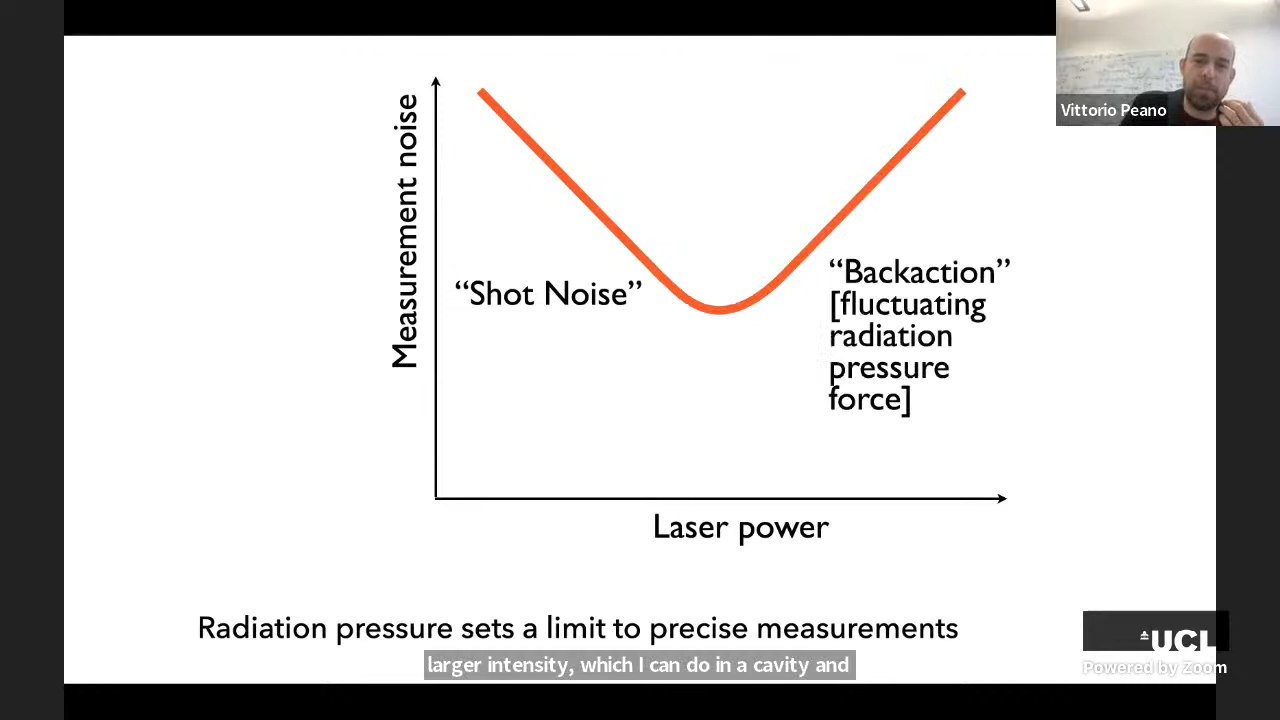 Vittorio Peano
Measurement noise
“Shot Noise”
“Backaction”
[fluctuating
radiation
pressure
force]
Laser power
Radiation pressure sets a limit to precise measurements
larger intensity, which I can do in a cavity and
UCL
Powered by Zoom